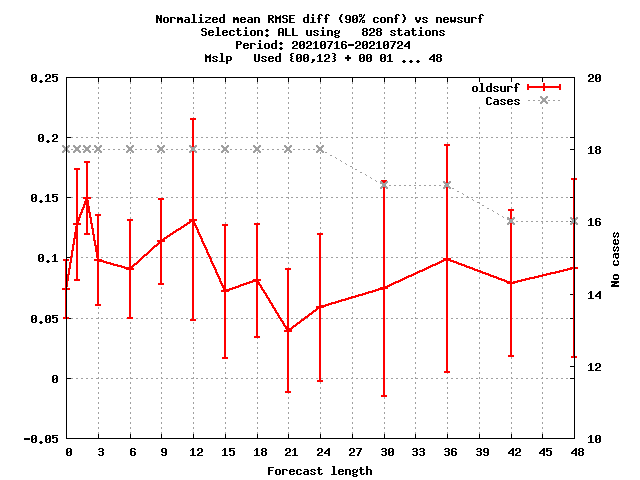 Normalized mean RMSE diff (90% conf) vs newsurf
Selection: ALL using   828 stations
Period: 20210716-20210724
Mslp   Used {00,12} + 00 01 ... 48
oldsurf
Cases
0.25
0.2
0.15
0.1
0.05
0
-0.05
20
18
16
14
12
10
No cases
0 3 6 9 12 15 18 21 24 27 30 33 36 39 42 45 48
Forecast length